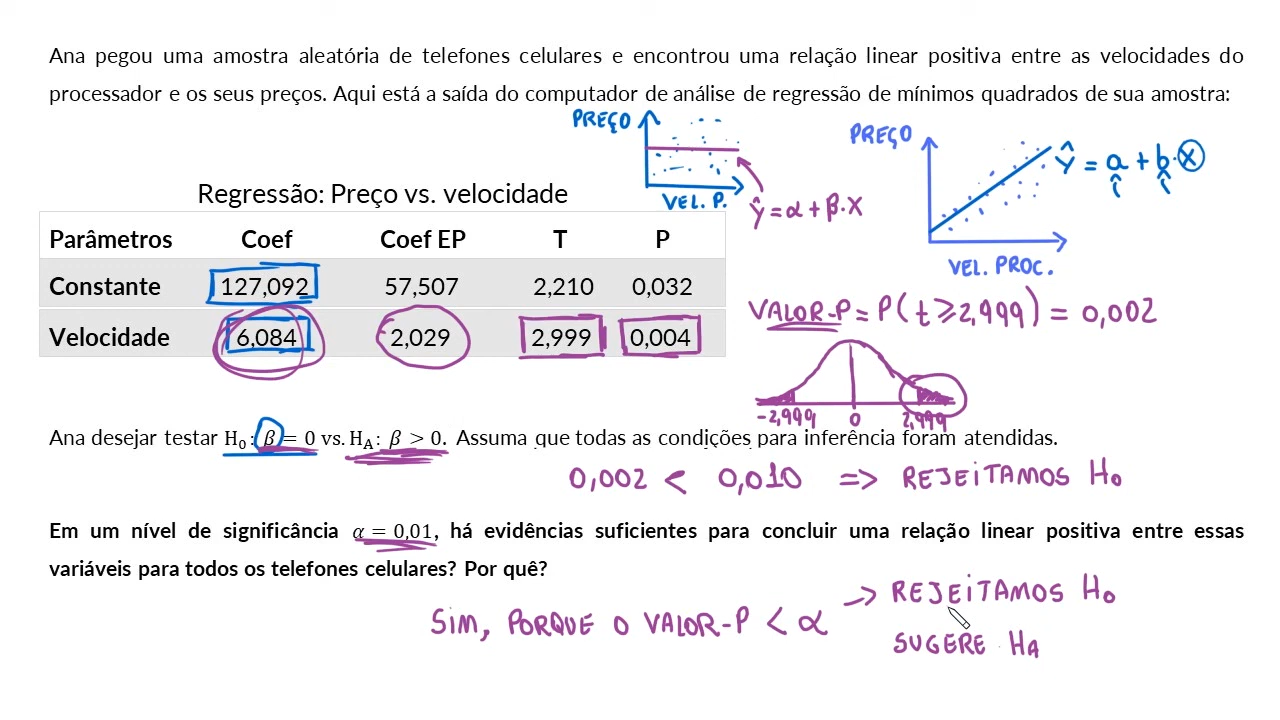 Ana pegou uma amostra aleatória de telefones celulares e encontrou uma relação linear positiva entre as velocidades do
processador e os seus preços. Aqui está a saída do computador de análise de regressão de mínimos quadrados de sua amostra:
PREÇO
VEL. P.
ŷ = α + β.x
PREÇO
VEL. PROC.
ŷ = a + b.x
Regressão: Preço vs. velocidade
Parâmetros Coef Coef EP T P
Constante 127,092 57,507 2,210 0,032
Velocidade 6,084 2,029 2,999 0,004
VALOR-P = P(t ⩾ 2,999) = 0,002
-2,999 0 2,999
Ana desejar testar H₀: β = 0 vs. Hᴀ: β > 0. Assuma que todas as condições para inferência foram atendidas.
0,002 < 0,010 => REJEITAMOS H₀
Em um nível de significância α = 0,01, há evidências suficientes para concluir uma relação linear positiva entre essas
variáveis para todos os telefones celulares? Por quê?
SIM, PORQUE O VALOR-P < α → REJEITAMOS H₀
SUGERE Hᴀ